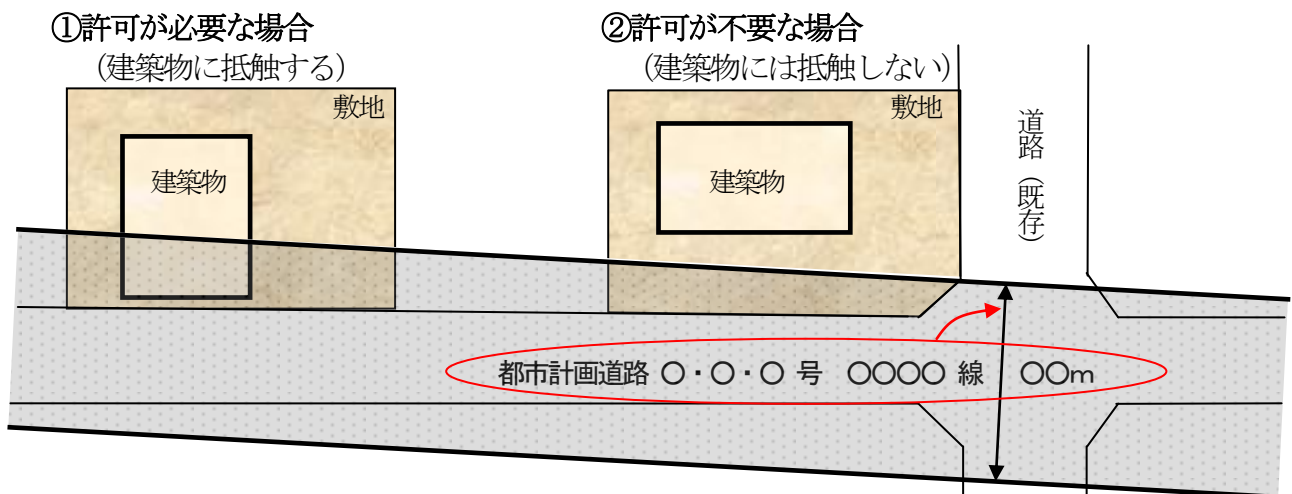 ①許可が必要な場合
（建築物に抵触する）
敷地
建築物
②許可が不要な場合
（建築物には抵触しない）
敷地
建築物
道路（既存）
都市計画道路 〇・〇・〇 号 〇〇〇〇 線 〇〇m